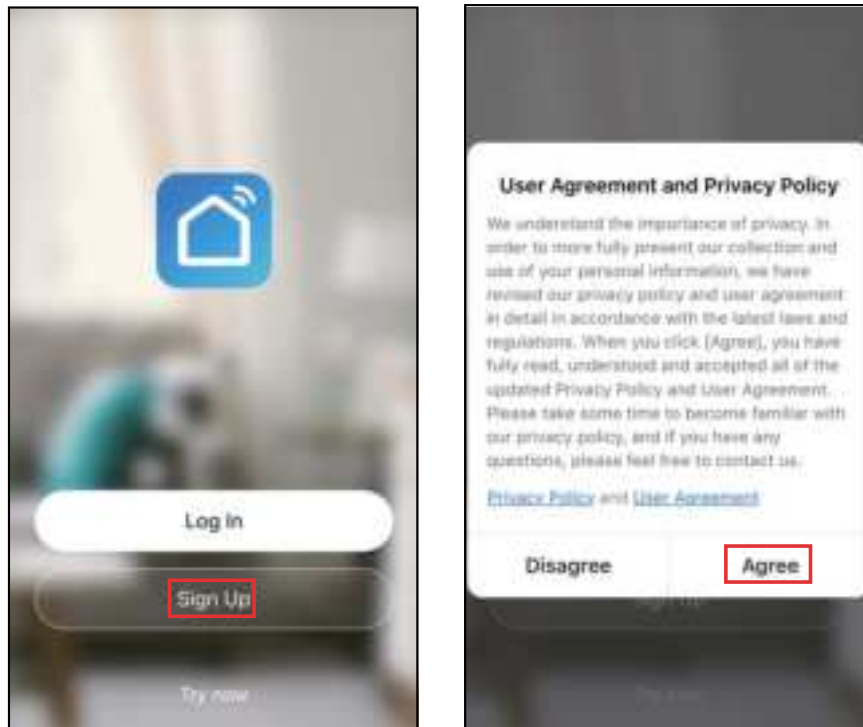 Log In
Sign Up
Try now
User Agreement and Privacy Policy
We understand the importance of privacy. In
order to more fully present our collection and
use of your personal information, we have
revised our privacy policy and user agreement
in detail in accordance with the latest laws and
regulations. When you click [Agree], you have
fully read, understood and accepted all of the
updated Privacy Policy and User Agreement.
Please take some time to become familiar with
our privacy policy, and if you have any
questions, please feel free to contact us.
Privacy Policy and User Agreement
Disagree Agree